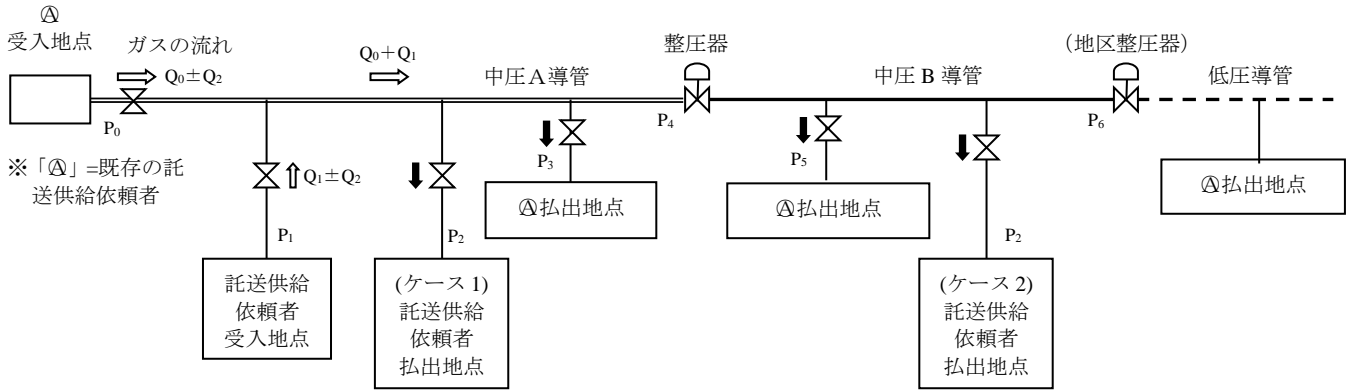 Ⓐ
受入地点
ガスの流れ
Q₀±Q₂
P₀
※「Ⓐ」=既存の託
送供給依頼者
Q₁±Q₂
P₁
託送供給
依頼者
受入地点
Q₀＋Q₁
P₂
(ケース 1)
託送供給
依頼者
払出地点
中圧Ａ導管
P₃
Ⓐ払出地点
整圧器
P₄
中圧 B 導管
P₅
Ⓐ払出地点
P₂
(ケース 2)
託送供給
依頼者
払出地点
（地区整圧器）
P₆
低圧導管
Ⓐ払出地点